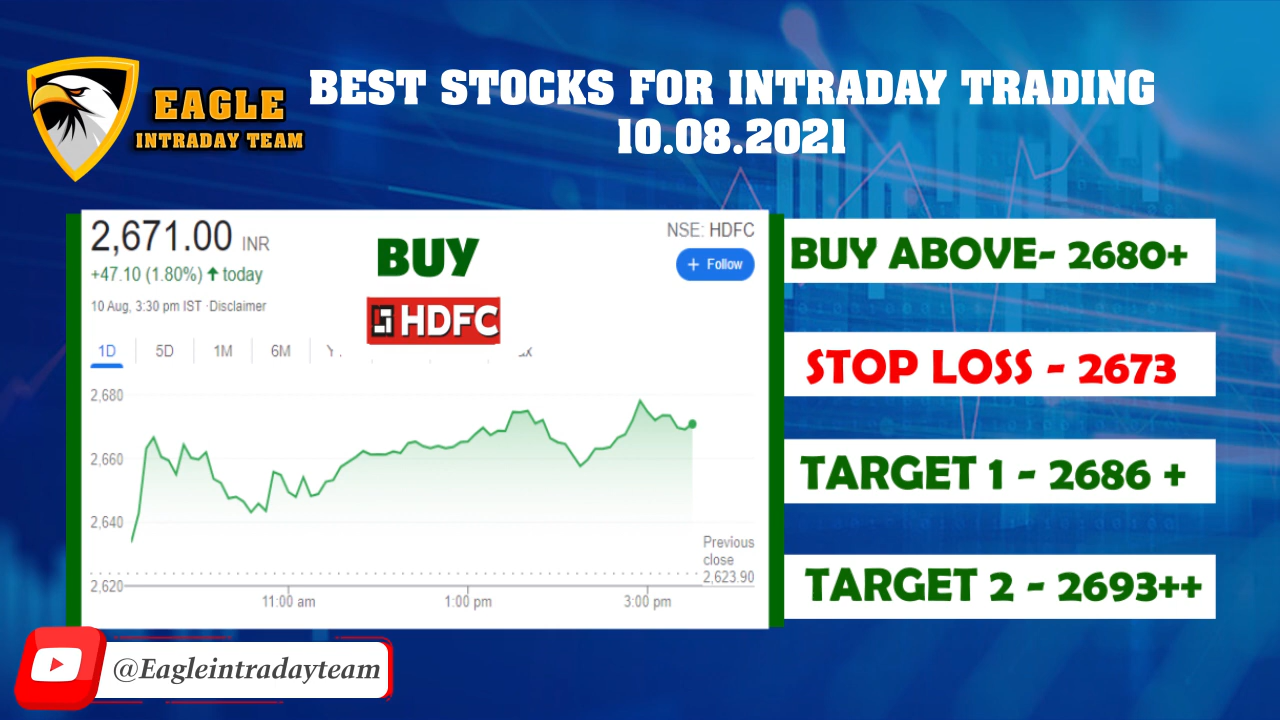 EAGLE
INTRADAY TEAM
BEST STOCKS FOR INTRADAY TRADING
10.08.2021
2,671.00 INR
+47.10 (1.80%) ↑ today
10 Aug, 3:30 pm IST ·Disclaimer
BUY
HDFC
NSE: HDFC
+ Follow
1D 5D 1M 6M
2,680
2,660
2,640
2,620
Previous
close
2,623.90
11:00 am 1:00 pm 3:00 pm
BUY ABOVE- 2680+
STOP LOSS - 2673
TARGET 1 - 2686 +
TARGET 2 - 2693++
@Eagleintradayteam